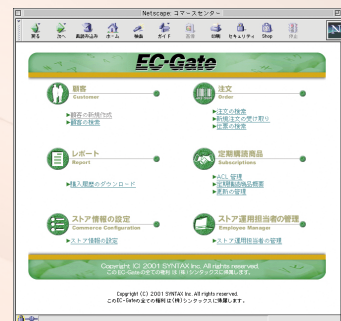 Netscape: コマースセンター
戻る 次へ 再読み込み ホーム 検索 ガイド 画像 印刷 セキュリティ Shop 停止
N
EC-Gate
顧客
Customer
▶顧客の新規作成
▶顧客の検索
注文
Order
▶注文の検索
▶新規注文の受け取り
▶仕置の検索
レポート
Report
▶購入履歴のダウンロード
定期購読商品
Subscriptions
▶ACL 管理
▶定期購読商品概要
▶更新の管理
ストア情報の設定
Commerce Configuration
▶ストア情報の設定
ストア運用担当者の管理
Employee Manager
▶ストア運用担当者の管理
Copyright (C) 2001 SYNTAX Inc. All rights reserved.
このEC-Gateの全ての権利は(株)シンタックスに帰属します。
Copyright (C) 2001 SYNTAX Inc. All rights reserved.
このEC-Gateの全ての権利は(株)シンタックスに帰属します。